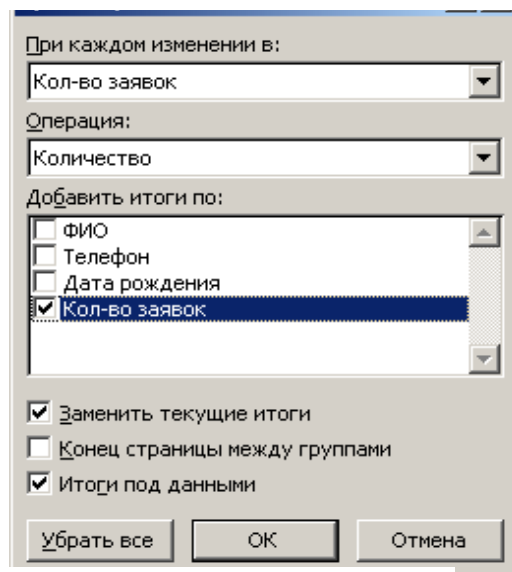 При каждом изменении в:
Кол-во заявок
Операция:
Количество
Добавить итоги по:
ФИО
Телефон
Дата рождения
Кол-во заявок
Заменить текущие итоги
Конец страницы между группами
Итоги под данными
Убрать все ОК Отмена